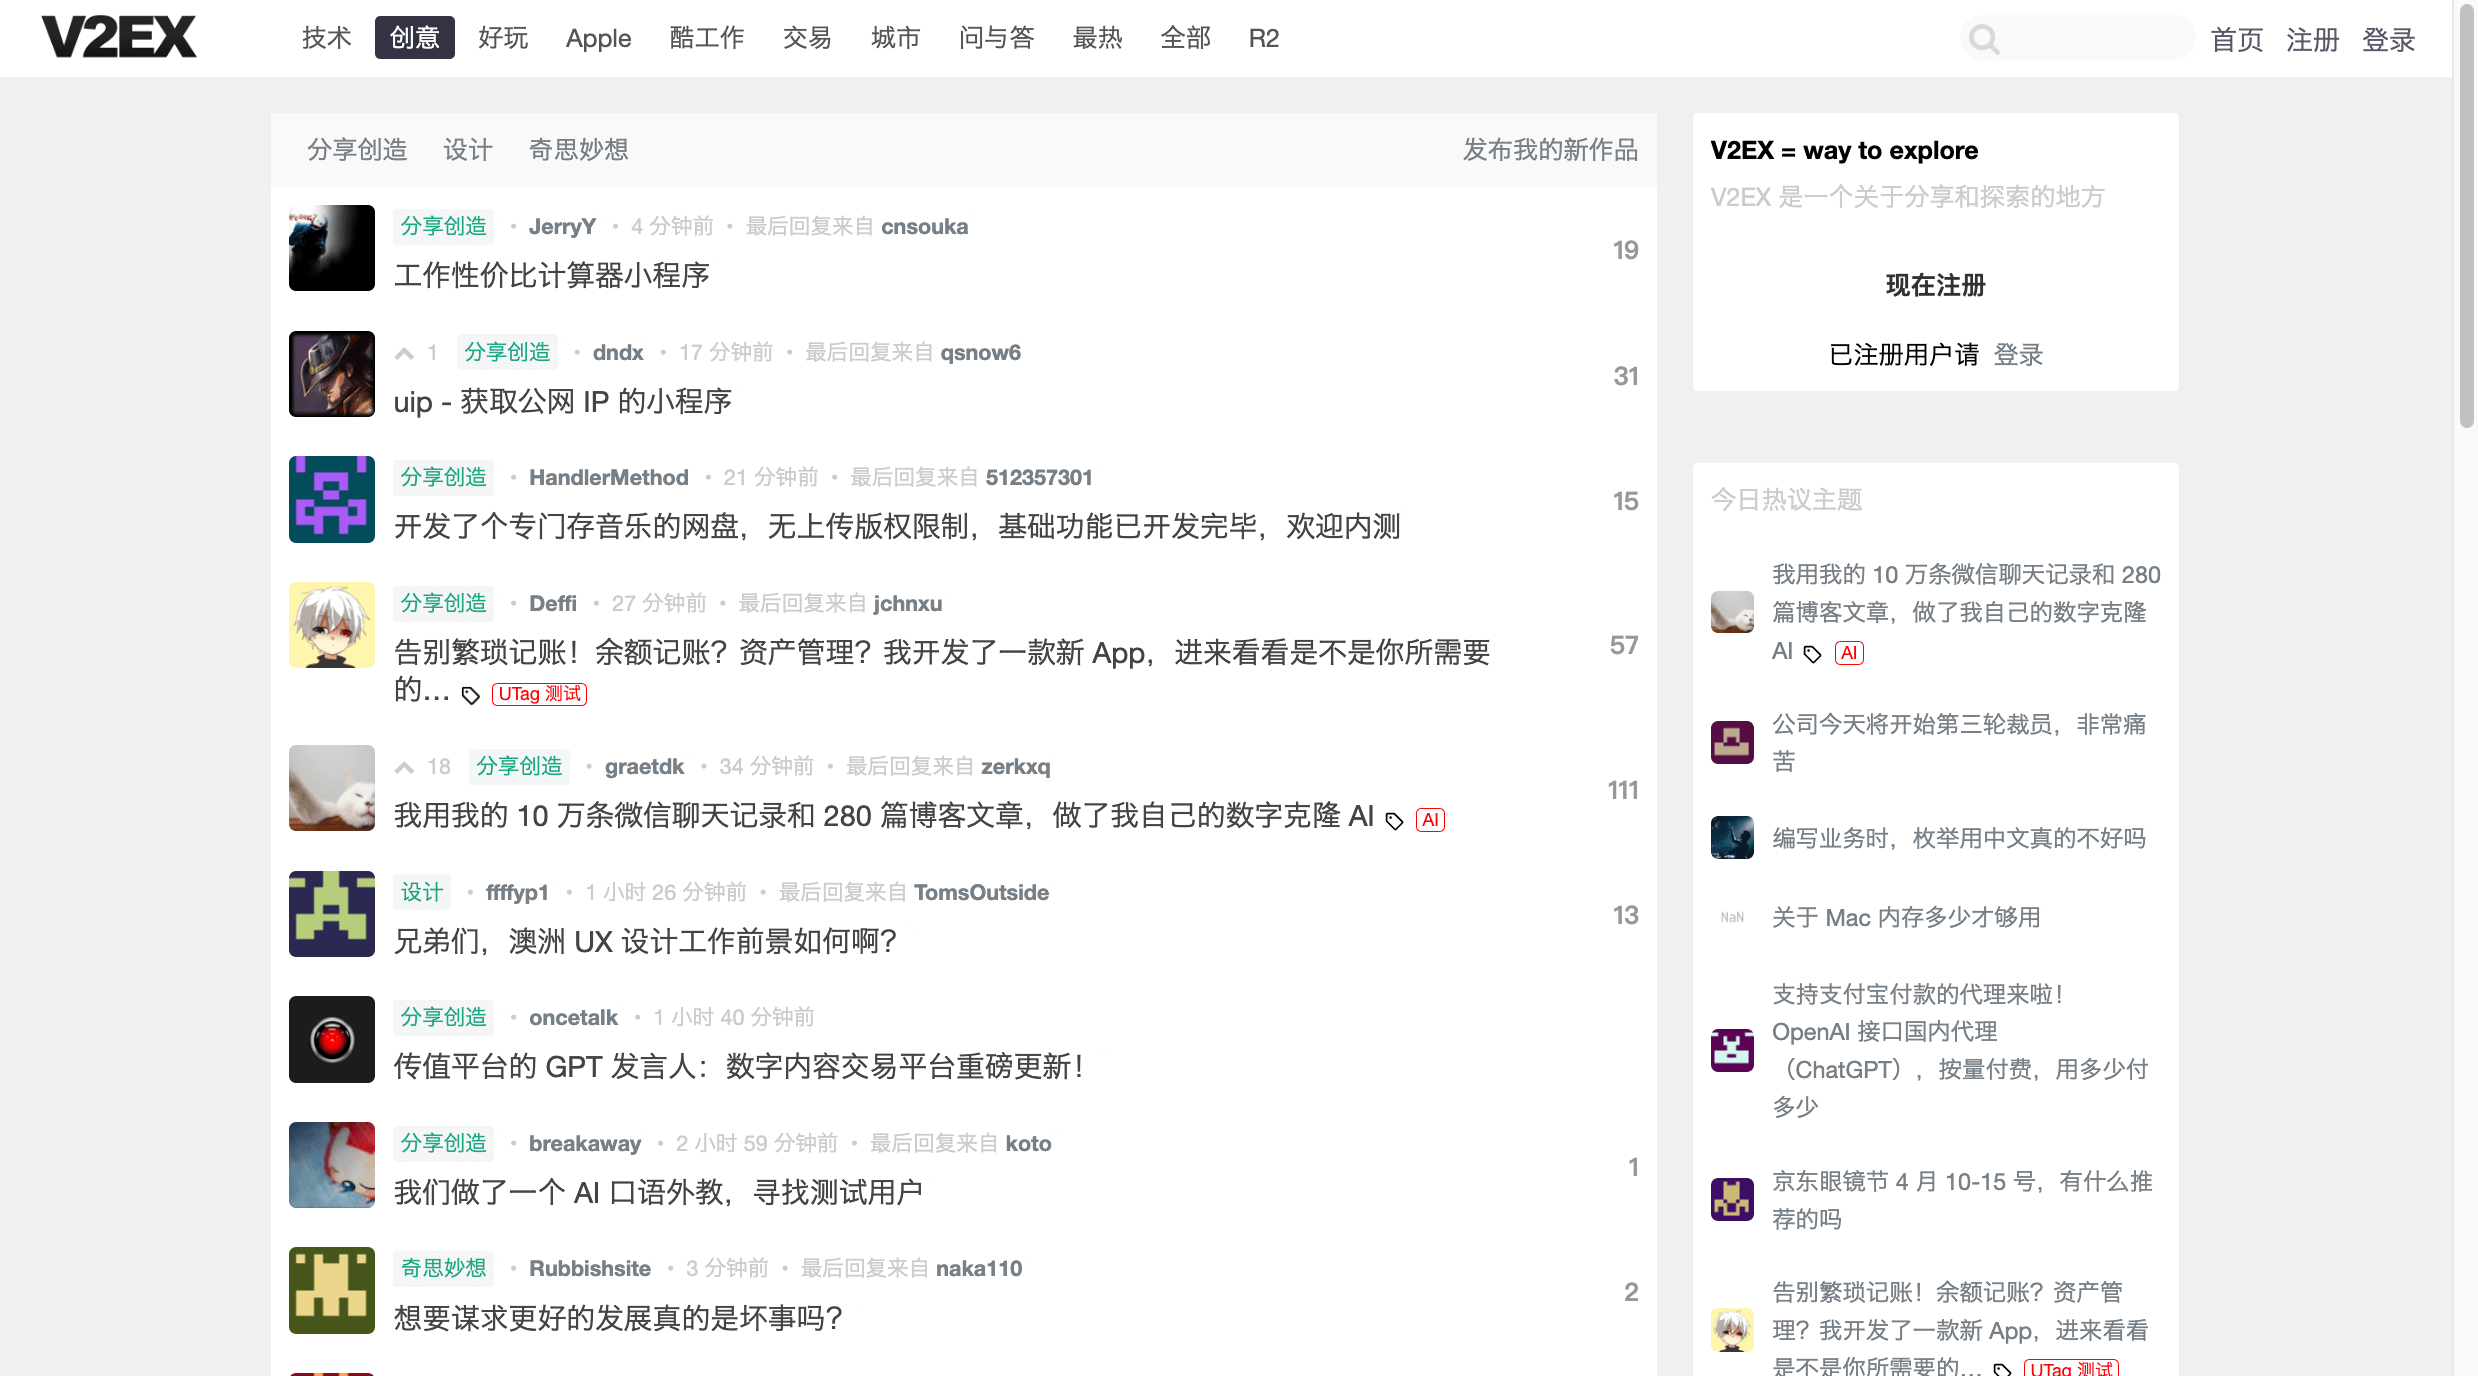 V2EX
技术 创意 好玩 Apple 酷工作 交易 城市 问与答 最热 全部 R2
首页 注册 登录
分享创造 设计 奇思妙想 发布我的新作品
分享创造 • JerryY • 4 分钟前 • 最后回复来自 cnsouka
工作性价比计算器小程序
19
1 分享创造 • dndx • 17 分钟前 • 最后回复来自 qsnow6
uip - 获取公网 IP 的小程序
31
分享创造 • HandlerMethod • 21 分钟前 • 最后回复来自 512357301
开发了个专门存音乐的网盘，无上传版权限制，基础功能已开发完毕，欢迎内测
15
分享创造 • Deffi • 27 分钟前 • 最后回复来自 jchnxu
告别繁琐记账！余额记账？资产管理？我开发了一款新 App，进来看看是不是你所需要
的... UTag 测试
57
18 分享创造 • graetdk • 34 分钟前 • 最后回复来自 zerkxq
我用我的 10 万条微信聊天记录和 280 篇博客文章，做了我自己的数字克隆 AI AI
111
设计 • ffffyp1 • 1 小时 26 分钟前 • 最后回复来自 TomsOutside
兄弟们，澳洲 UX 设计工作前景如何啊？
13
分享创造 • oncetalk • 1 小时 40 分钟前
传值平台的 GPT 发言人：数字内容交易平台重磅更新！
分享创造 • breakaway • 2 小时 59 分钟前 • 最后回复来自 koto
我们做了一个 AI 口语外教，寻找测试用户
1
奇思妙想 • Rubbishsite • 3 分钟前 • 最后回复来自 naka110
想要谋求更好的发展真的是坏事吗？
2
V2EX = way to explore
V2EX 是一个关于分享和探索的地方
现在注册
已注册用户请 登录
今日热议主题
我用我的 10 万条微信聊天记录和 280
篇博客文章，做了我自己的数字克隆
AI AI
公司今天将开始第三轮裁员，非常痛
苦
编写业务时，枚举用中文真的不好吗
NaN
关于 Mac 内存多少才够用
支持支付宝付款的代理来啦！
OpenAI 接口国内代理
（ChatGPT），按量付费，用多少付
多少
京东眼镜节 4 月 10-15 号，有什么推
荐的吗
告别繁琐记账！余额记账？资产管
理？我开发了一款新 App，进来看看
是不是你所需要的... UTag 测试